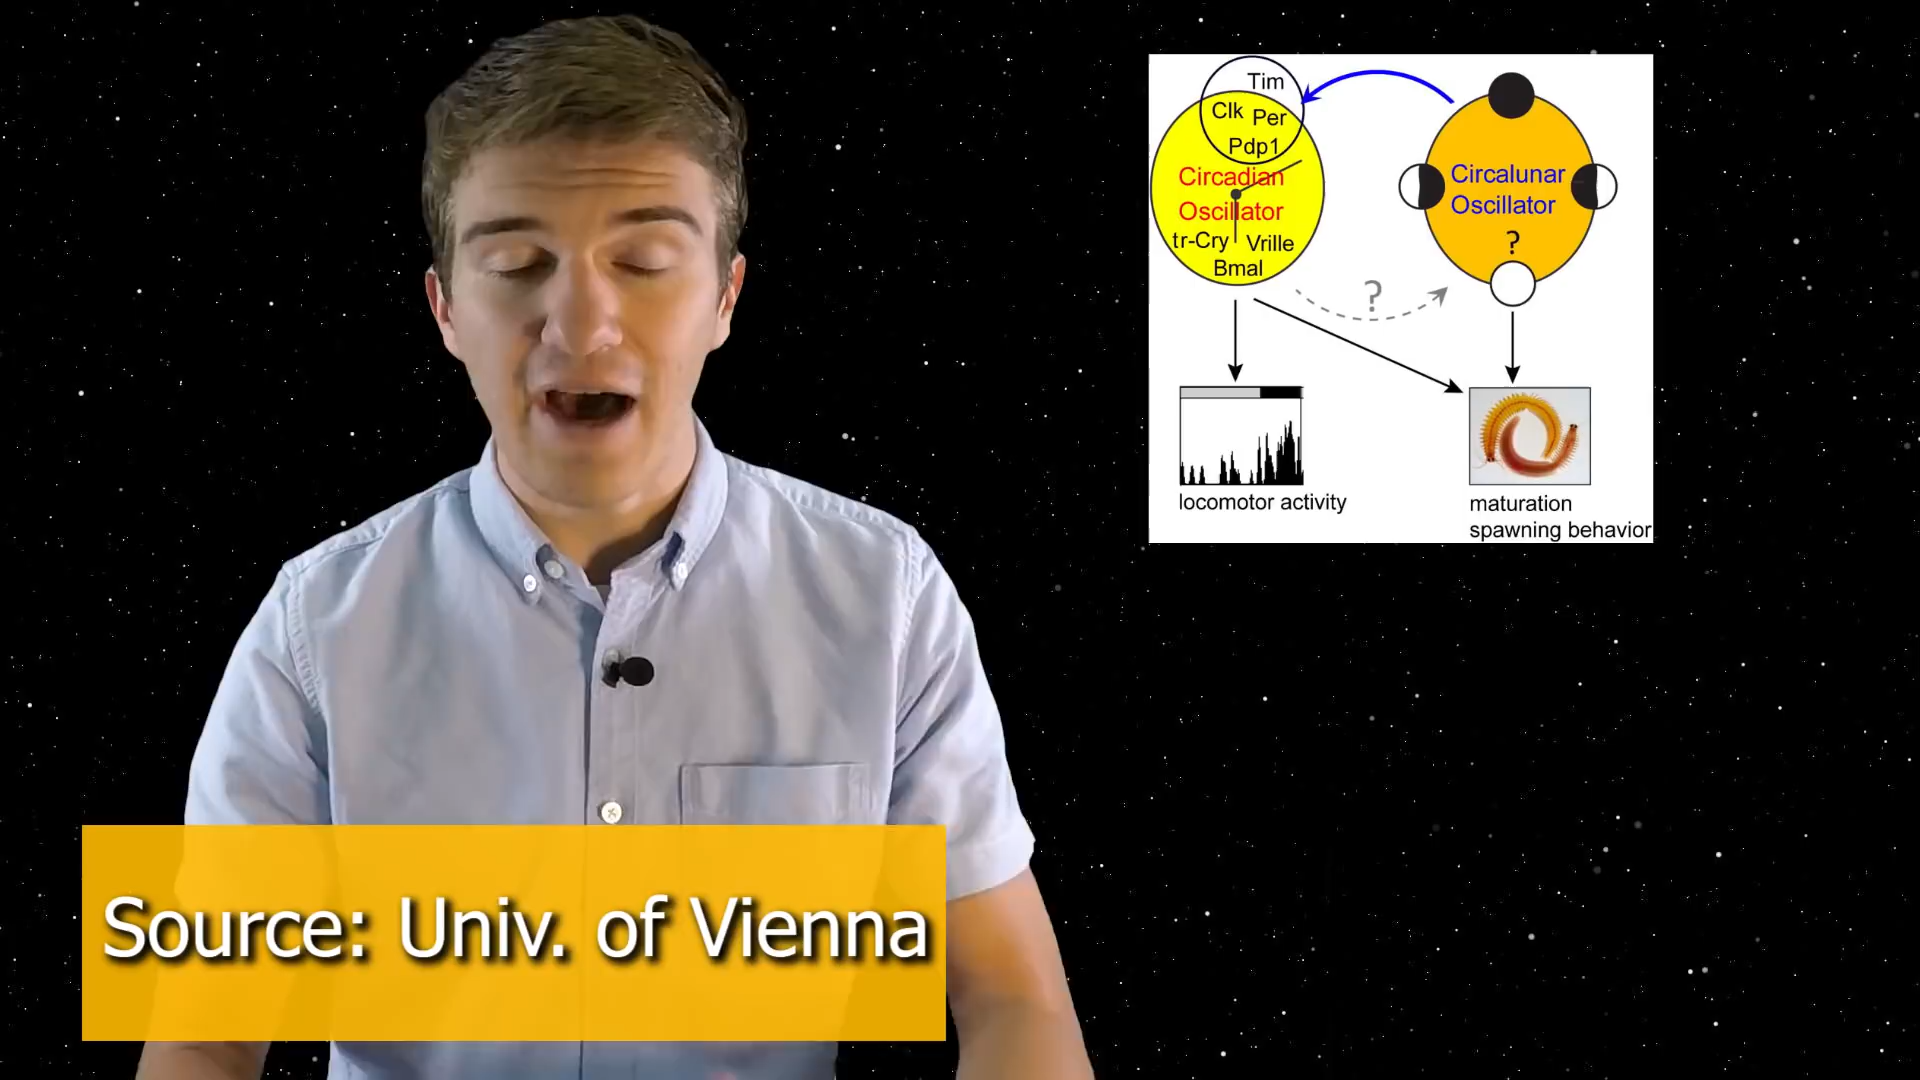 Tim
Clk Per
Pdp1
Circadian
Oscillator
tr-Cry Vrille
Bmal
Circalunar
Oscillator
?
?
locomotor activity
maturation
spawning behavior
Source: Univ. of Vienna